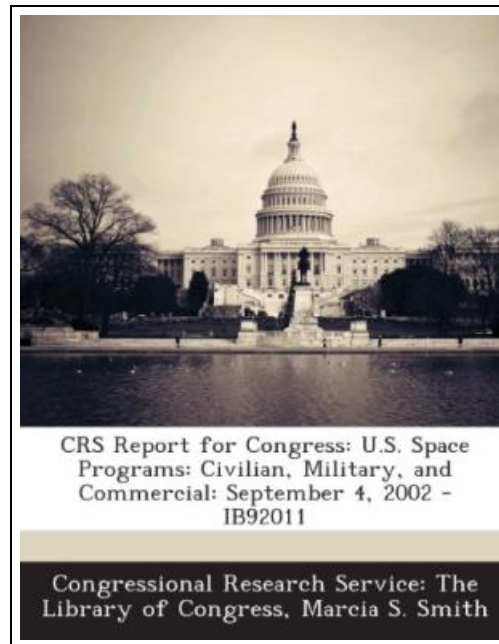 CRS Report for Congress: U.S. Space
Programs: Civilian, Military, and
Commercial: September 4, 2002 -
IB92011
Congressional Research Service: The
Library of Congress, Marcia S. Smith